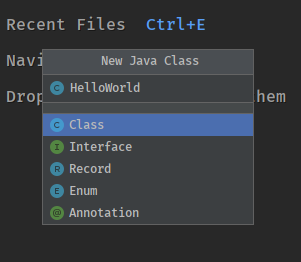 Recent Files Ctrl+E
Navi
New Java Class
C HelloWorld
Drop
hem
C Class
I Interface
R Record
E Enum
@ Annotation